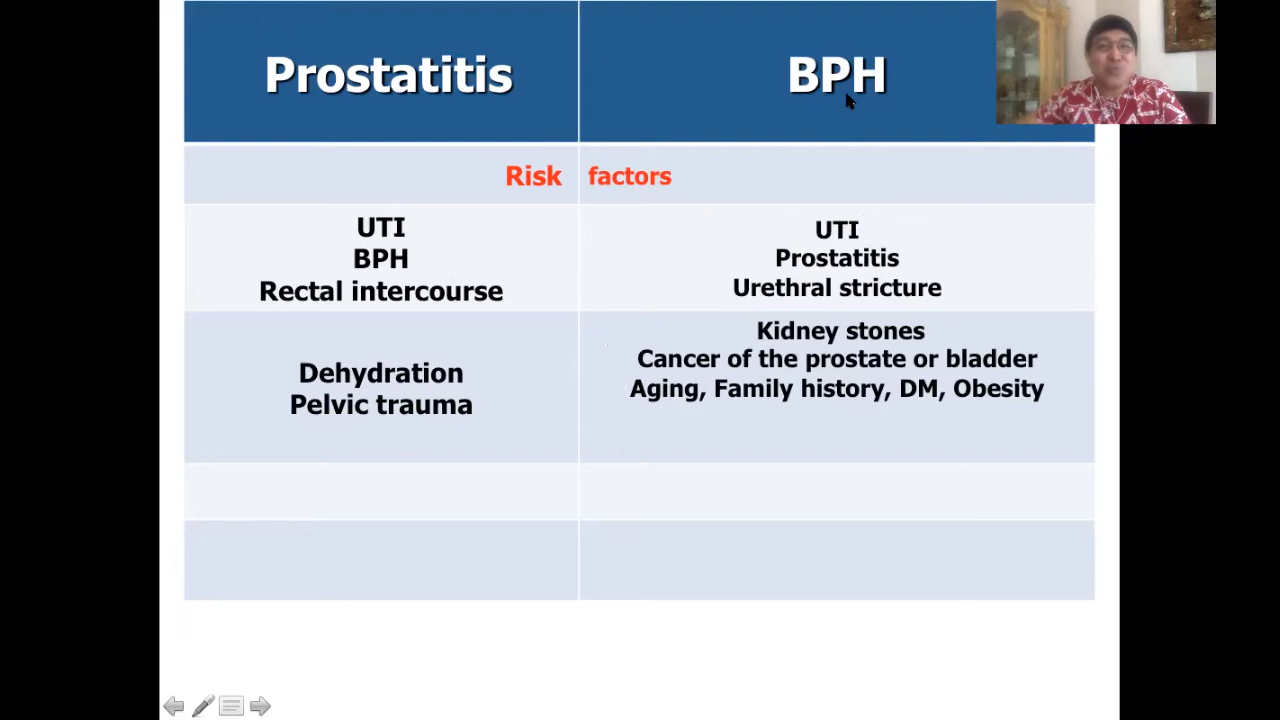 Prostatitis
BPH
Risk factors
UTI
BPH
Rectal intercourse
UTI
Prostatitis
Urethral stricture
Dehydration
Pelvic trauma
Kidney stones
Cancer of the prostate or bladder
Aging, Family history, DM, Obesity